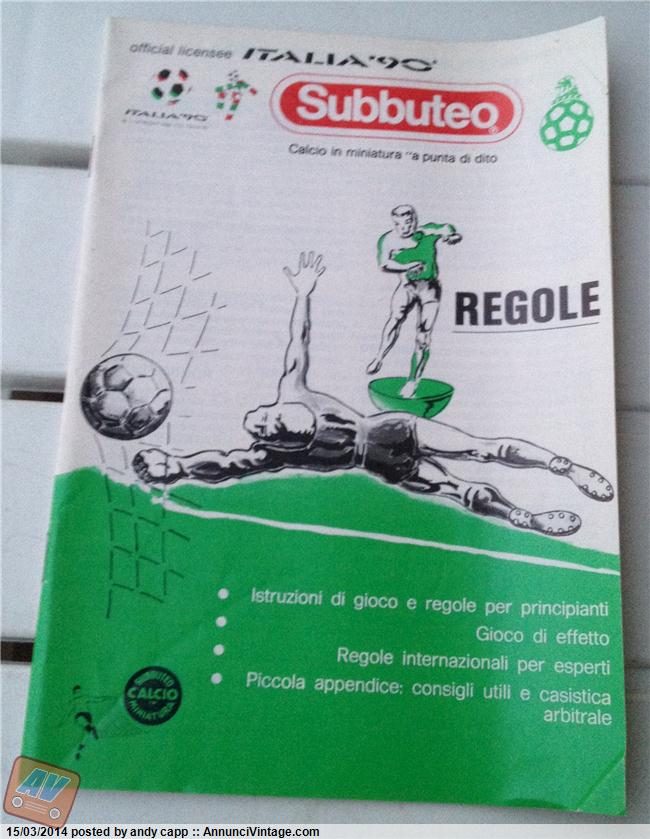 official licensee ITALIA'90
Subbuteo®
ITALIA'90
Calcio in miniatura "a punta di dito
REGOLE
Istruzioni di gioco e regole per principianti
Gioco di effetto
Regole internazionali per esperti
Piccola appendice: consigli utili e casistica
arbitrale
SUBBUTEO
CALCIO
MINIATURA
AV
15/03/2014 posted by andy capp :: AnnunciVintage.com